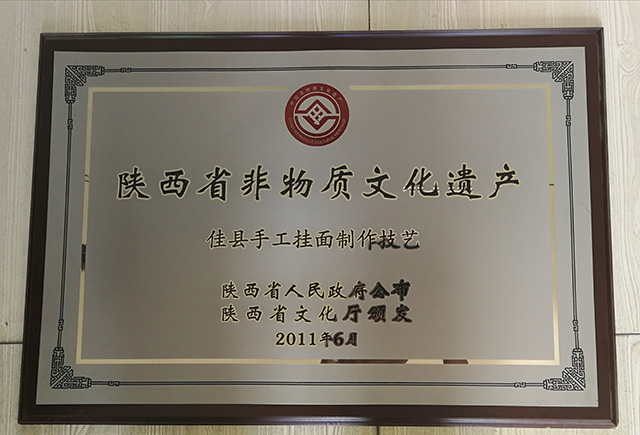 陕西省非物质文化遗产
佳县手工挂面制作技艺
陕西省人民政府公布
陕西省文化厅颁发
2011年6月